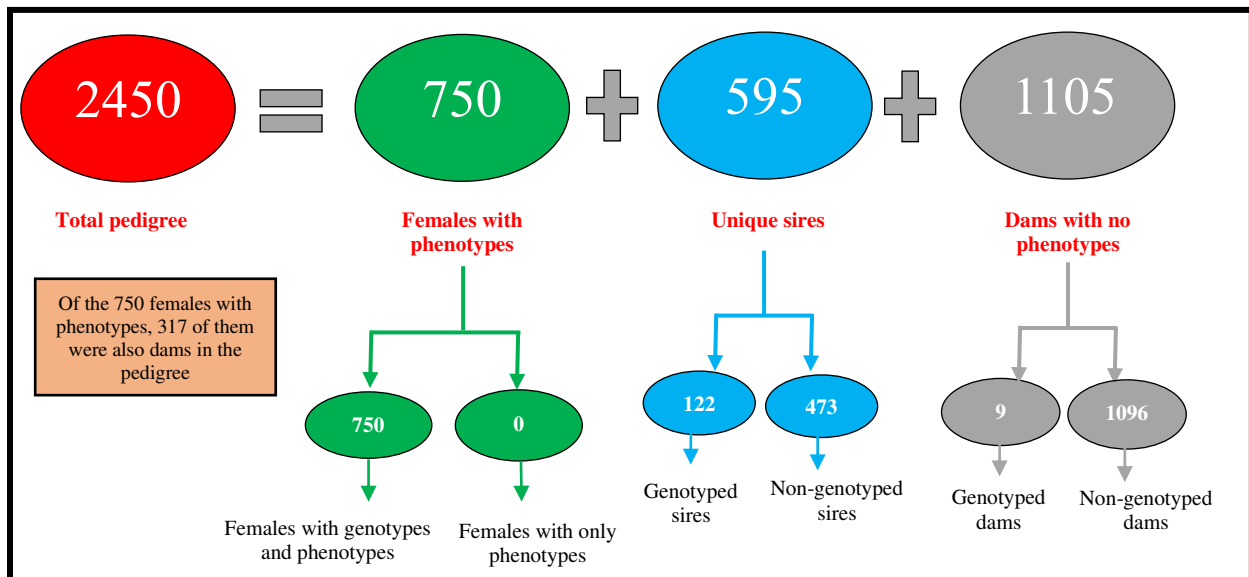 2450
750
595
1105
Total pedigree
Females with
phenotypes
Unique sires
Dams with no
phenotypes
Of the 750 females with
phenotypes, 317 of them
were also dams in the
pedigree
750
0
122
473
9
1096
Females with genotypes
and phenotypes
Females with only
phenotypes
Genotyped
sires
Non-genotyped
sires
Genotyped
dams
Non-genotyped
dams